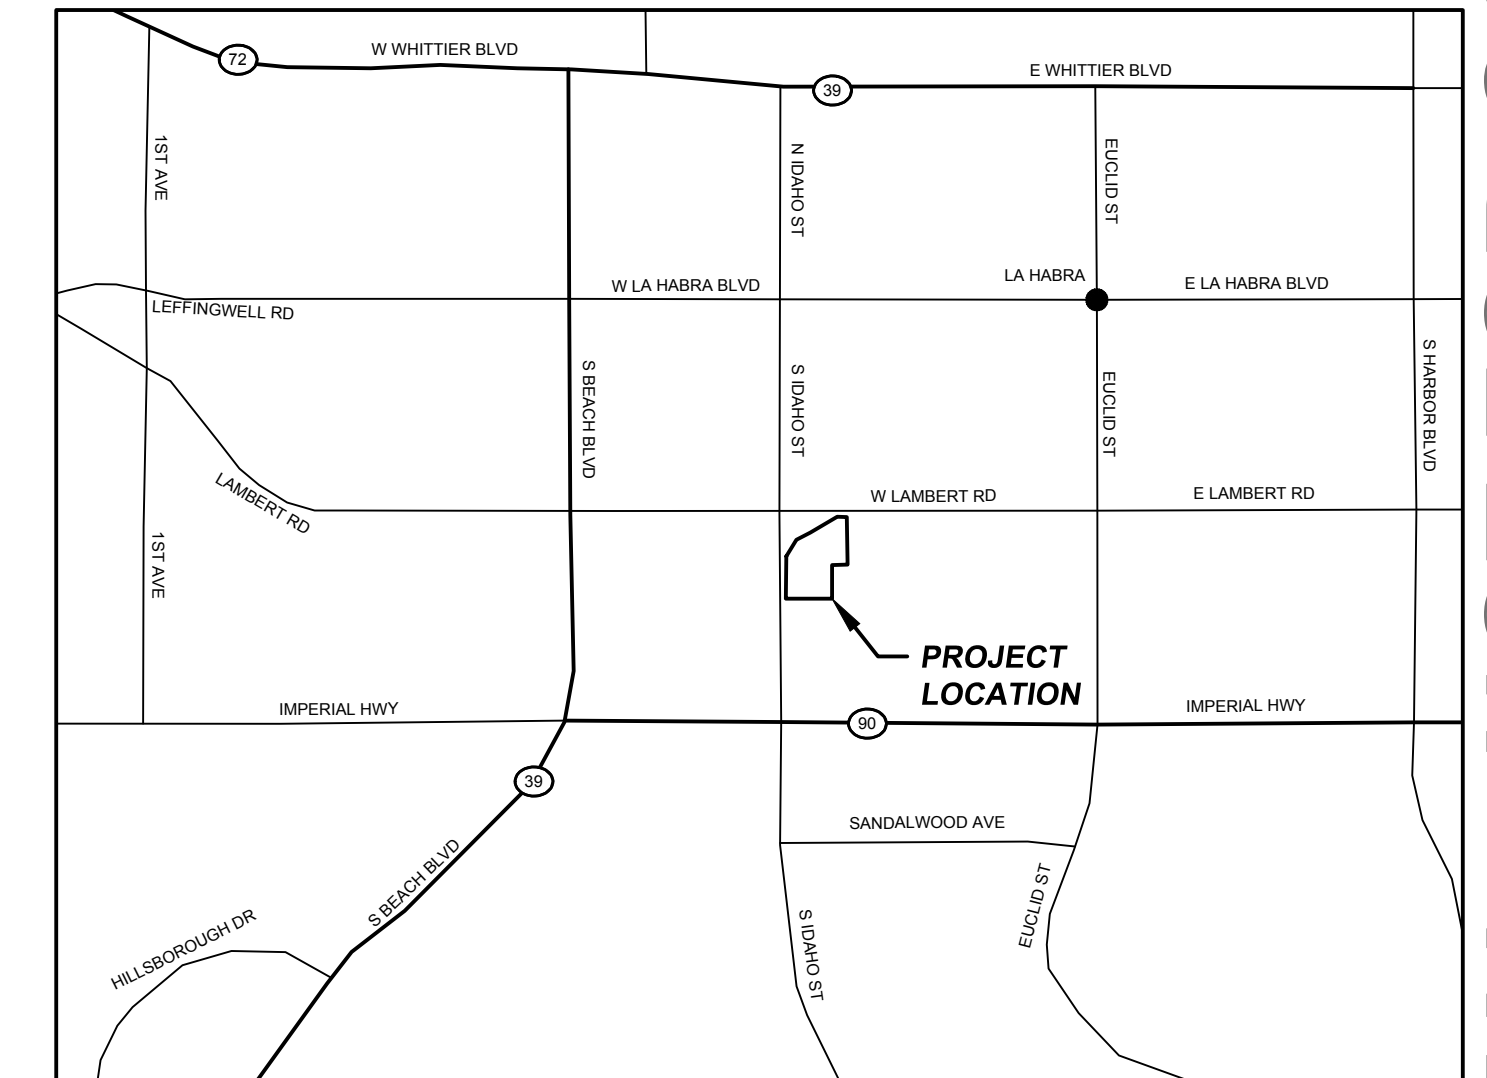 W WHITTIER BLVD
72
E WHITTIER BLVD
39
1ST AVE
N IDAHO ST
EUCLID ST
LA HABRA
W LA HABRA BLVD
E LA HABRA BLVD
LEFFINGWELL RD
S BEACH BLVD
S IDAHO ST
EUCLID ST
S HARBOR BLVD
LAMBERT RD
W LAMBERT RD
E LAMBERT RD
1ST AVE
PROJECT
LOCATION
IMPERIAL HWY
90
IMPERIAL HWY
39
SANDALWOOD AVE
S BEACH BLVD
EUCLID ST
HILLSBOROUGH DR
S IDAHO ST